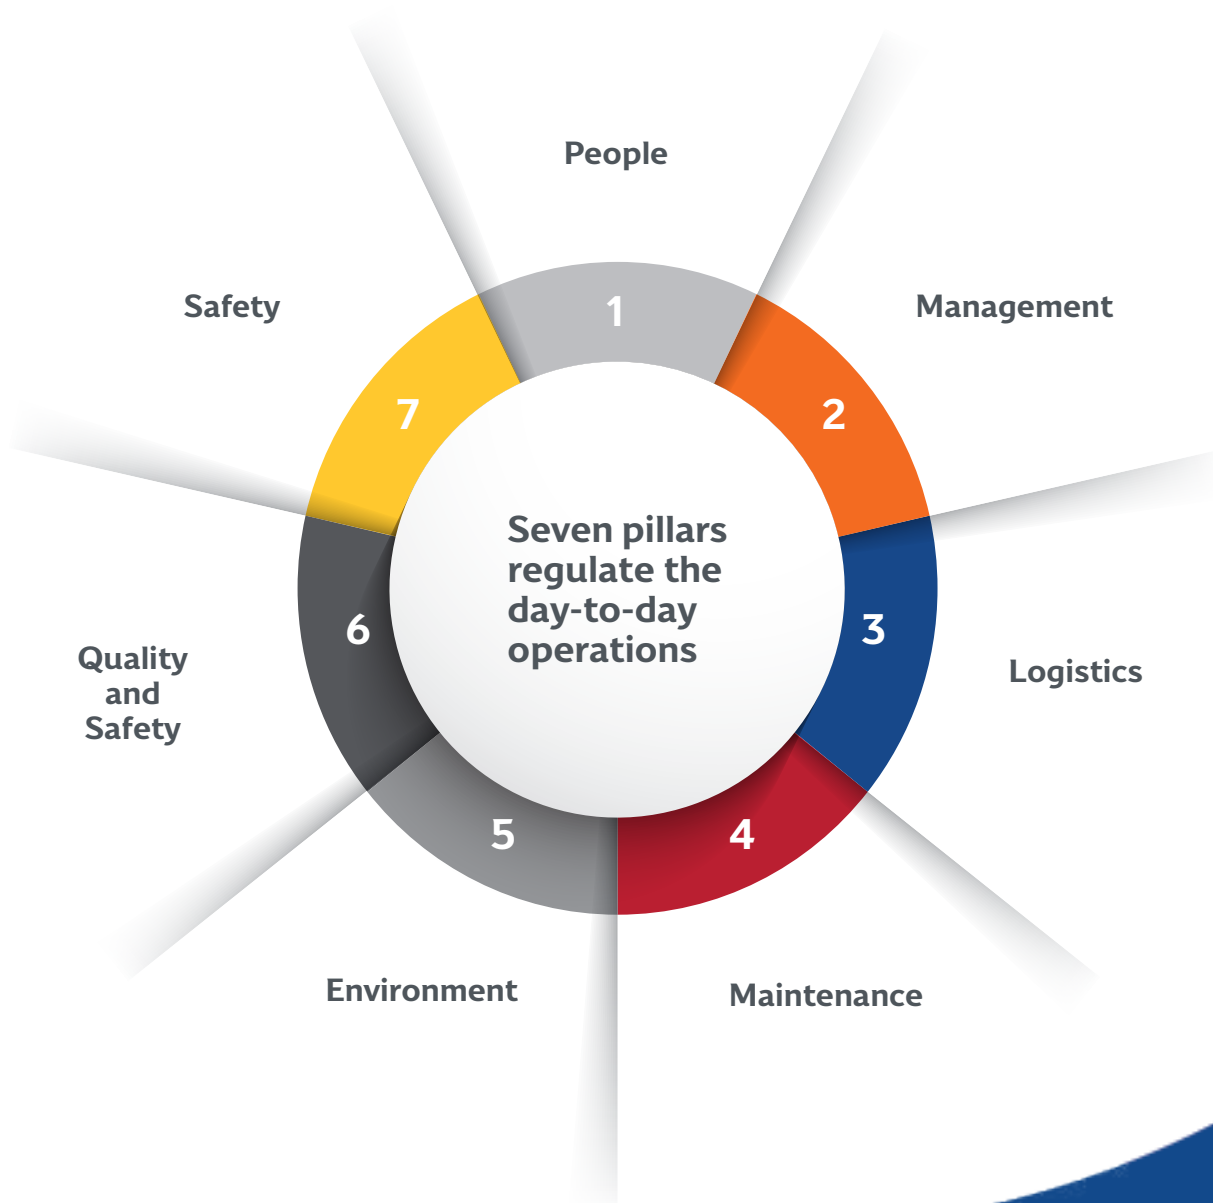 People
1
Management
2
Logistics
3
Maintenance
4
Environment
5
Quality
and
Safety
6
Safety
7
Seven pillars
regulate the
day-to-day
operations